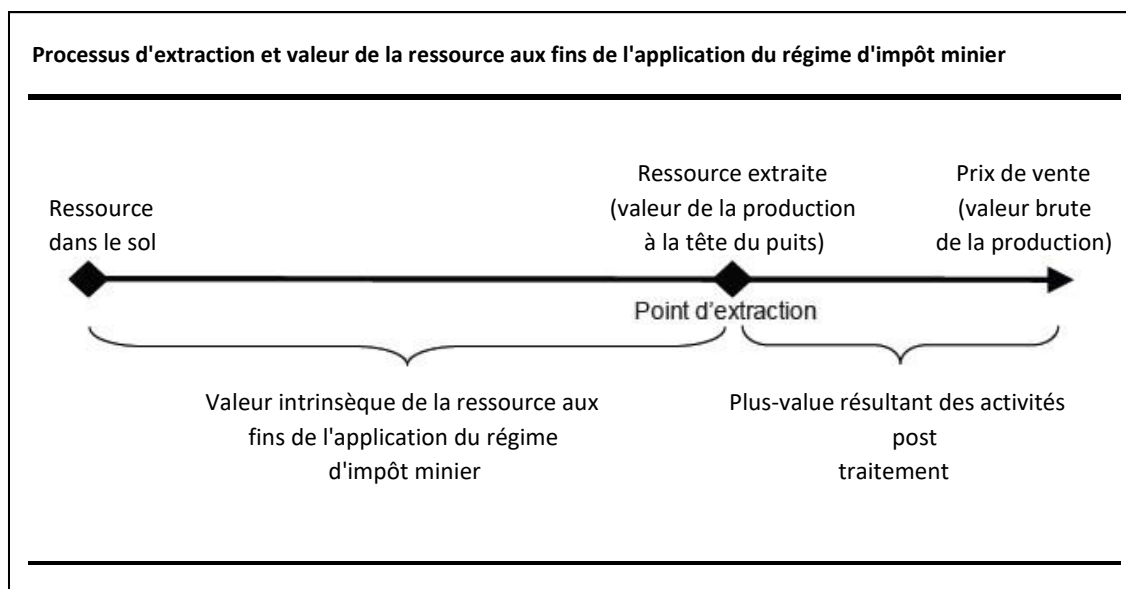 Processus d'extraction et valeur de la ressource aux fins de l'application du régime d'impôt minier
Ressource
dans le sol
Ressource extraite
(valeur de la production
à la tête du puits)
Prix de vente
(valeur brute
de la production)
Point d'extraction
Valeur intrinsèque de la ressource aux
fins de l'application du régime
d'impôt minier
Plus-value résultant des activités
post
traitement